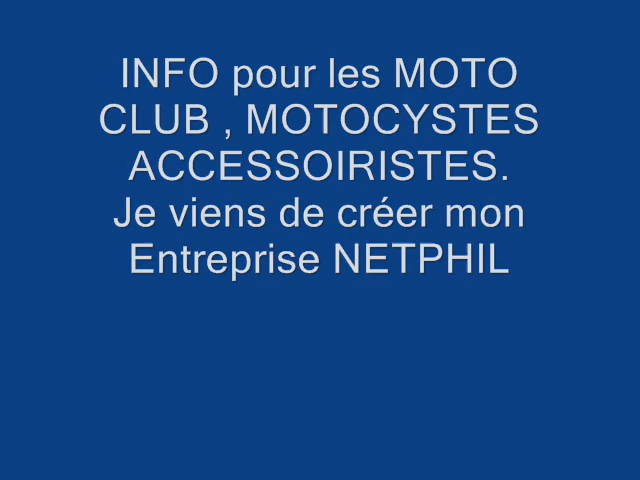 INFO pour les MOTO
CLUB , MOTOCYSTES
ACCESSOIRISTES.
Je viens de créer mon
Entreprise NETPHIL